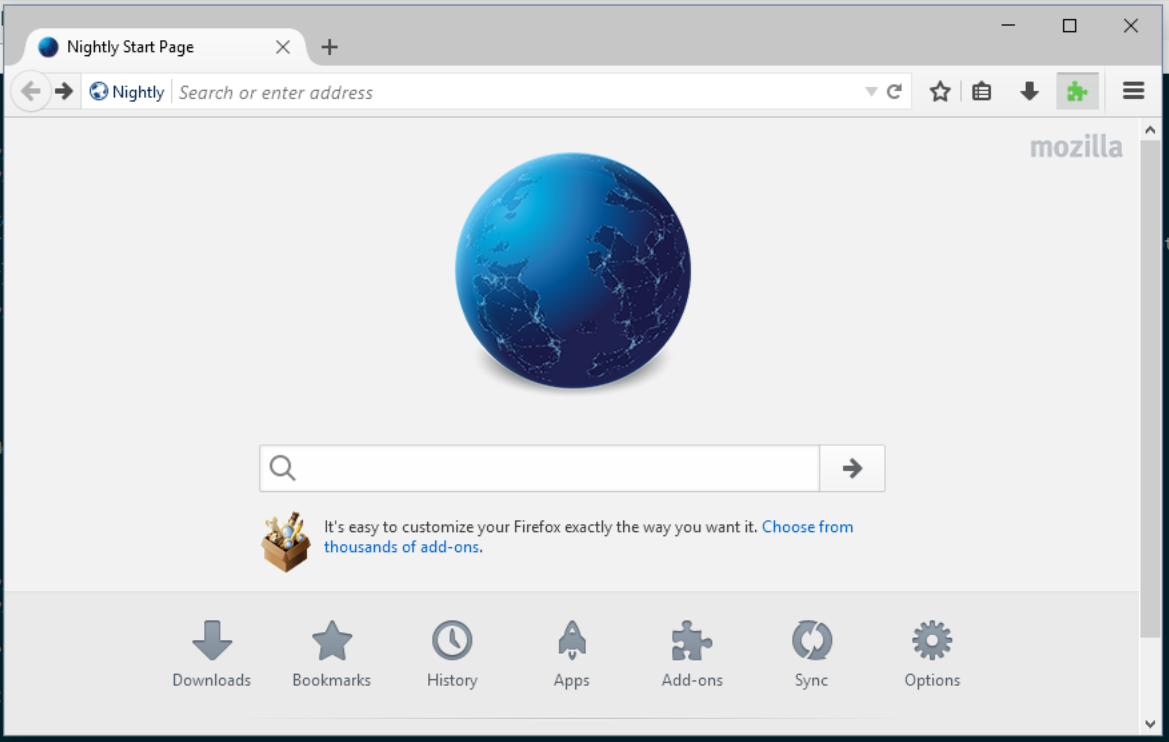 Nightly Start Page
Nightly Search or enter address
mozilla
It's easy to customize your Firefox exactly the way you want it. Choose from
thousands of add-ons.
Downloads Bookmarks History Apps Add-ons Sync Options